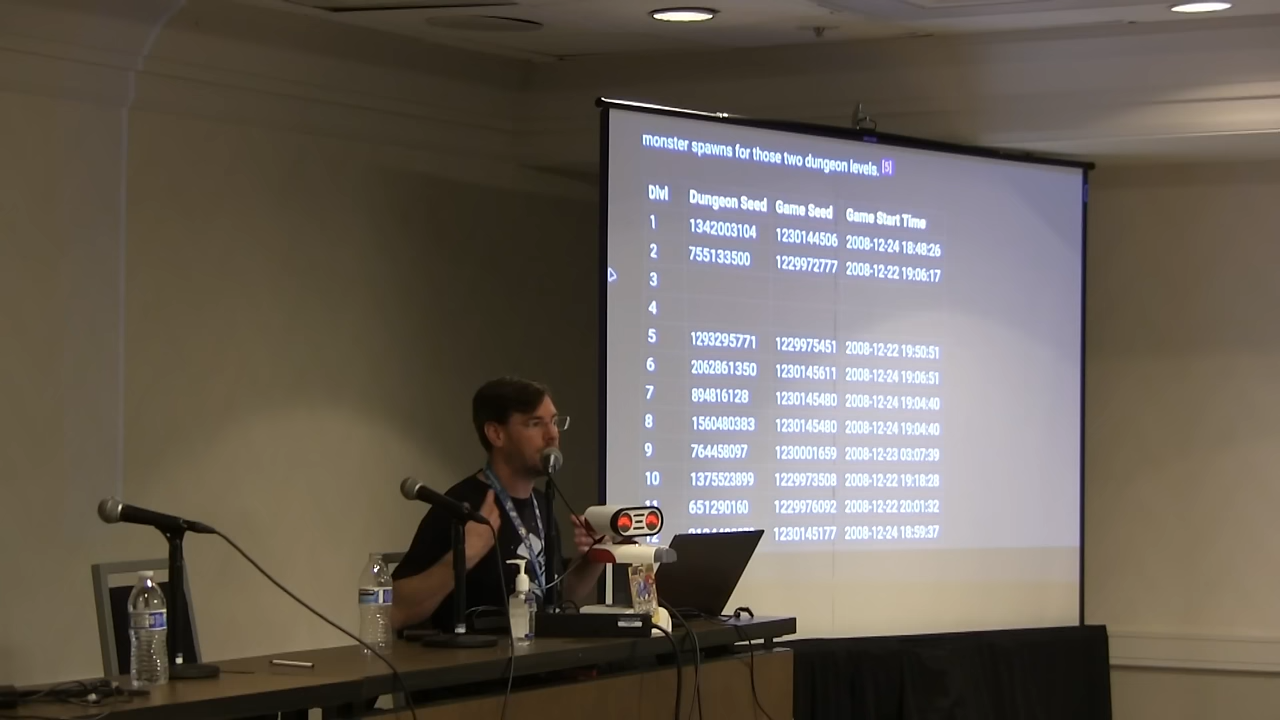 monster spawns for those two dungeon levels. [5]
Dlvl Dungeon Seed Game Seed Game Start Time
1 1342003104 1230144506 2008-12-24 18:48:26
2 755133500 1229972777 2008-12-22 19:06:17
3
4
5 1293295771 1229975451 2008-12-22 19:50:51
6 2062861350 1230145611 2008-12-24 19:06:51
7 894816128 1230145480 2008-12-24 19:04:40
8 1560480383 1230145480 2008-12-24 19:04:40
9 764458097 1230001659 2008-12-23 03:07:39
10 1375523899 1229973508 2008-12-22 19:18:28
11 651290160 1229976092 2008-12-22 20:01:32
12 1230145177 2008-12-24 18:59:37